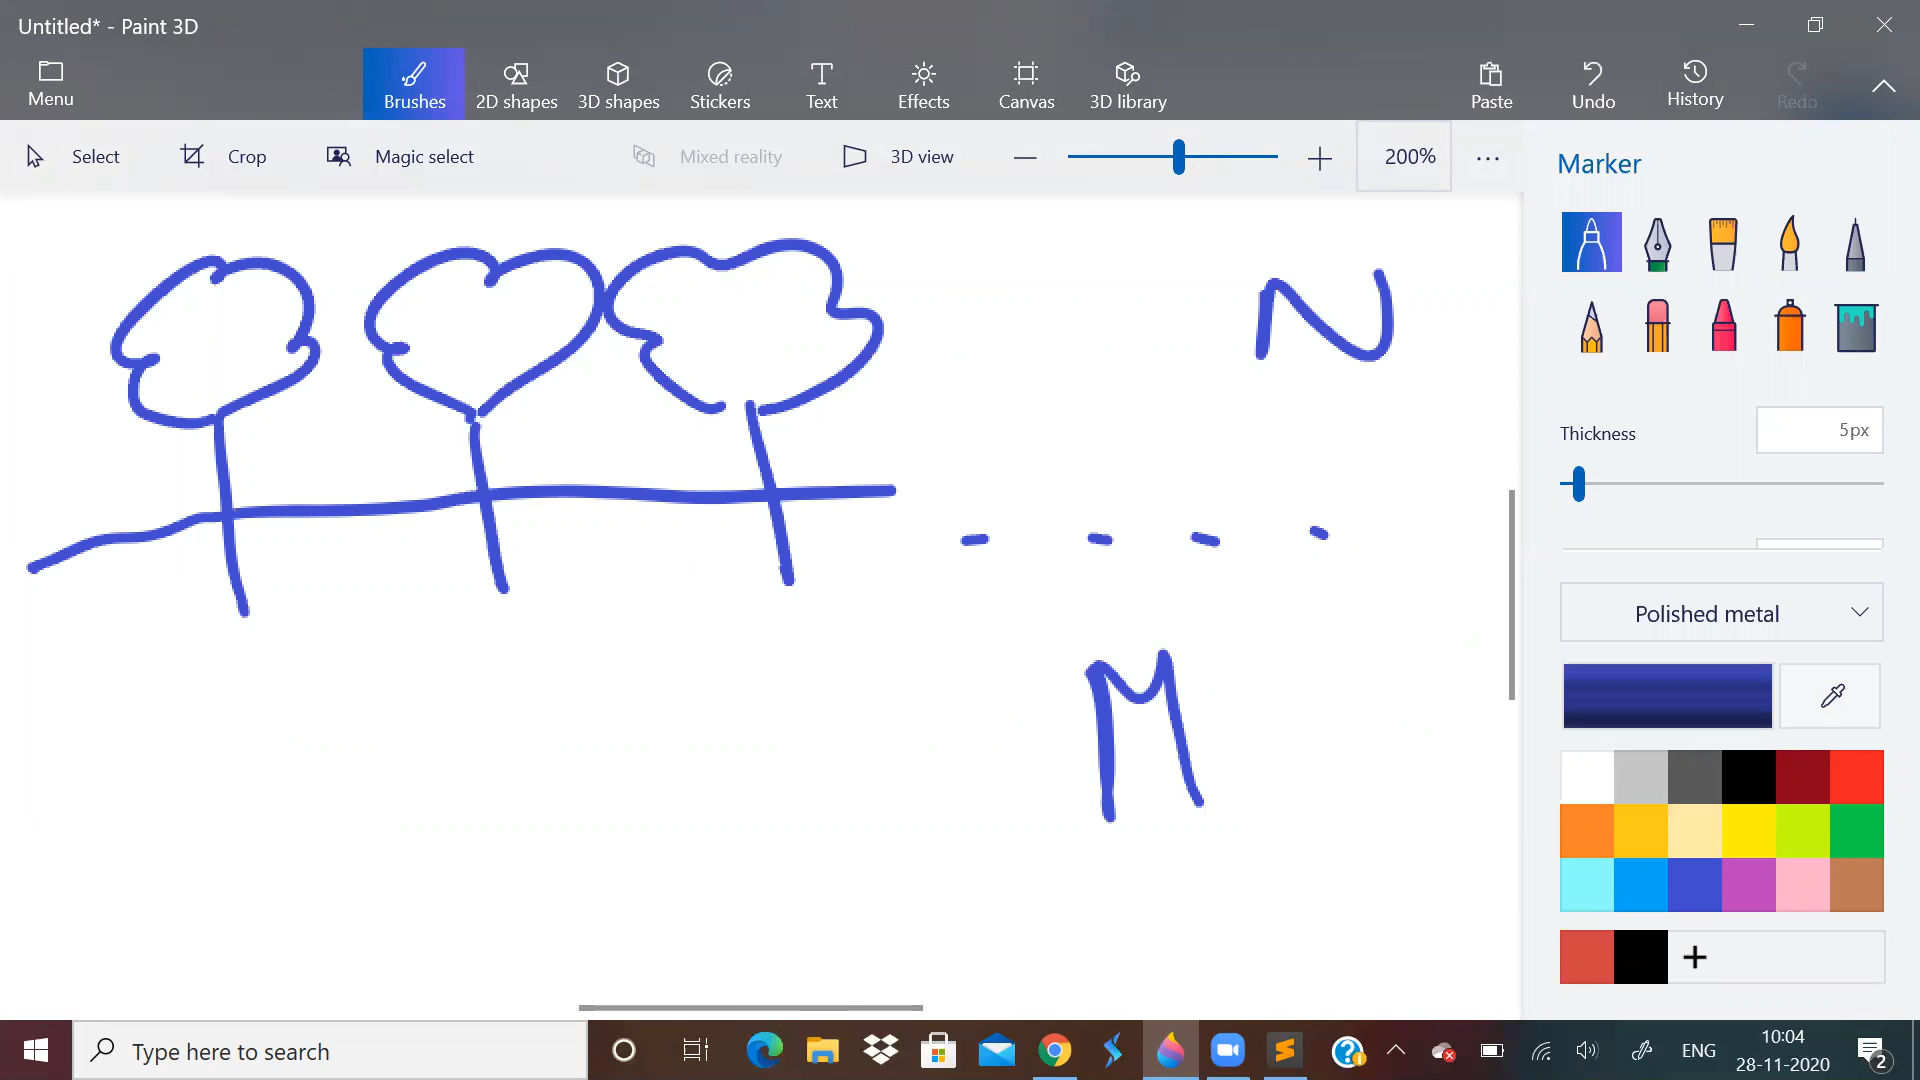 Untitled* - Paint 3D
Menu
Brushes 2D shapes 3D shapes Stickers Text Effects Canvas 3D library Paste Undo History Redo
Select Crop Magic select Mixed reality 3D view 200%
Marker
Thickness 5px
Polished metal
N
M
Type here to search
ENG
10:04
28-11-2020
2